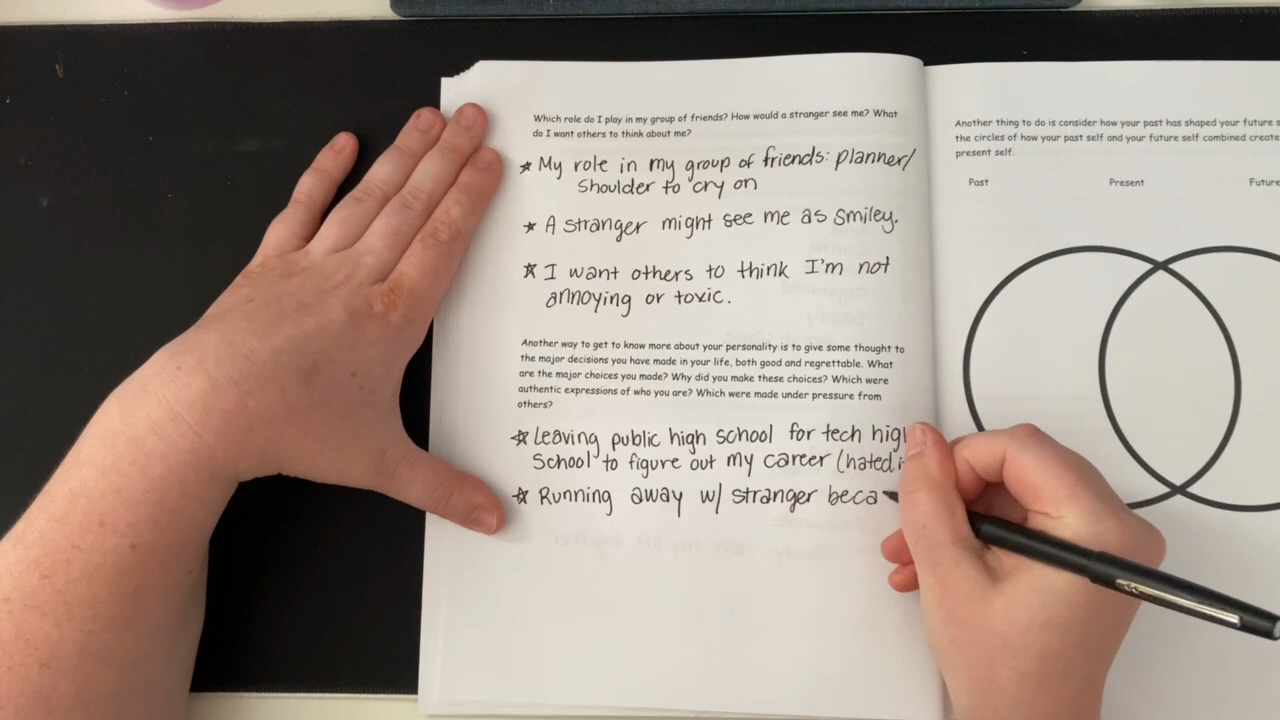 Which role do I play in my group of friends? How would a stranger see me? What
do I want others to think about me?
☆ My role in my group of friends: planner/
shoulder to cry on
☆ A stranger might see me as smiley.
☆ I want others to think I'm not
annoying or toxic.
Another way to get to know more about your personality is to give some thought to
the major decisions you have made in your life, both good and regrettable. What
are the major choices you made? Why did you make these choices? Which were
authentic expressions of who you are? Which were made under pressure from
others?
☆ Leaving public high school for tech hig
School to figure out my career (hated i
☆ Running away w/ stranger beca
Another thing to do is consider how your past has shaped your future s
the circles of how your past self and your future self combined create
present self.
Past Present Future